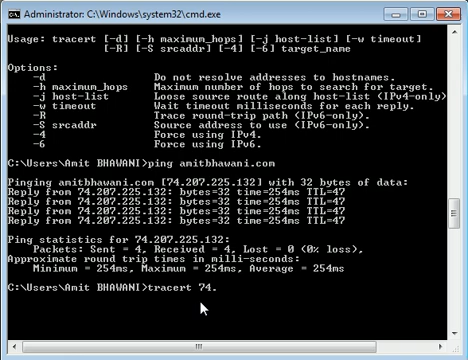 Administrator: C:\Windows\system32\cmd.exe
Usage: tracert [-d] [-h maximum_hops] [-j host-list] [-w timeout]
[-R] [-S srcaddr] [-4] [-6] target_name
Options:
-d Do not resolve addresses to hostnames.
-h maximum_hops Maximum number of hops to search for target.
-j host-list Loose source route along host-list (IPv4-only)
-w timeout Wait timeout milliseconds for each reply.
-R Trace round-trip path (IPv6-only).
-S srcaddr Source address to use (IPv6-only).
-4 Force using IPv4.
-6 Force using IPv6.
C:\Users\Amit BHAWANI>ping amitbhawani.com
Pinging amitbhawani.com [74.207.225.132] with 32 bytes of data:
Reply from 74.207.225.132: bytes=32 time=254ms TTL=47
Reply from 74.207.225.132: bytes=32 time=254ms TTL=47
Reply from 74.207.225.132: bytes=32 time=254ms TTL=47
Reply from 74.207.225.132: bytes=32 time=254ms TTL=47
Ping statistics for 74.207.225.132:
Packets: Sent = 4, Received = 4, Lost = 0 (0% loss),
Approximate round trip times in milli-seconds:
Minimum = 254ms, Maximum = 254ms, Average = 254ms
C:\Users\Amit BHAWANI>tracert 74.